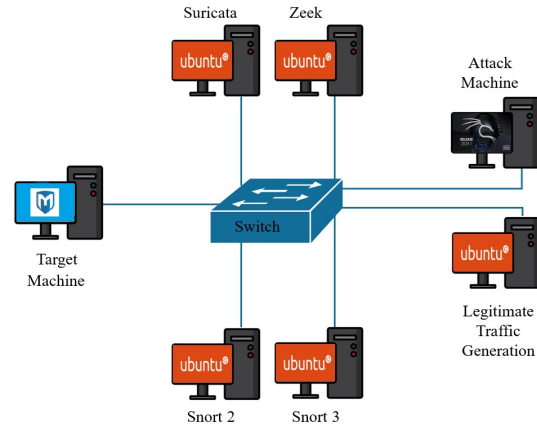 Suricata
Zeek
ubuntu®
ubuntu®
Attack
Machine
Target
Machine
Switch
ubuntu®
Legitimate
Traffic
Generation
ubuntu®
ubuntu®
Snort 2
Snort 3